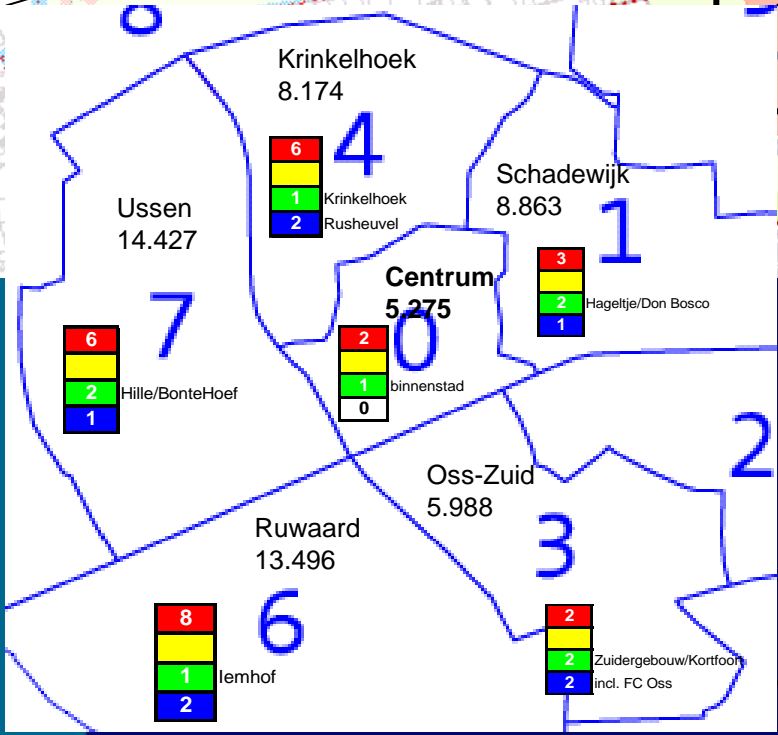 8
Krinkelhoek
8.174
4
6
1 Krinkelhoek
2 Rusheuvel
Schadewijk
8.863
1
3
2 Hageltje/Don Bosco
1
Ussen
14.427
7
6
2 Hille/BonteHoef
1
Centrum
5.275
0
2
1 binnenstad
0
2
Oss-Zuid
5.988
3
2
2 Zuidergebouw/Kortfoort
2 incl. FC Oss
Ruwaard
13.496
6
8
1 Iemhof
2